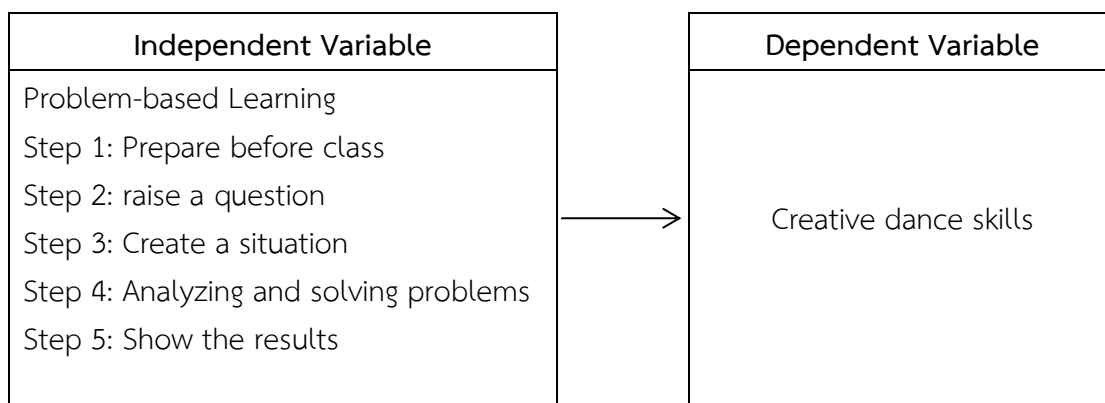 Independent Variable
Problem-based Learning
Step 1: Prepare before class
Step 2: raise a question
Step 3: Create a situation
Step 4: Analyzing and solving problems
Step 5: Show the results
Dependent Variable
Creative dance skills